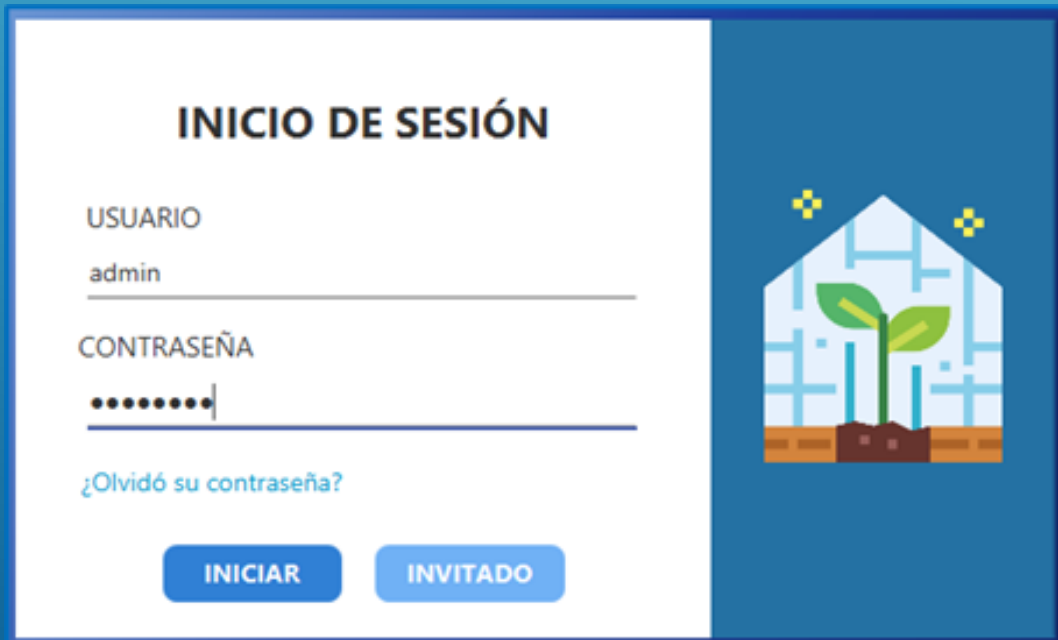 INICIO DE SESIÓN
USUARIO
admin
CONTRASEÑA
••••••••
¿Olvidó su contraseña?
INICIAR INVITADO